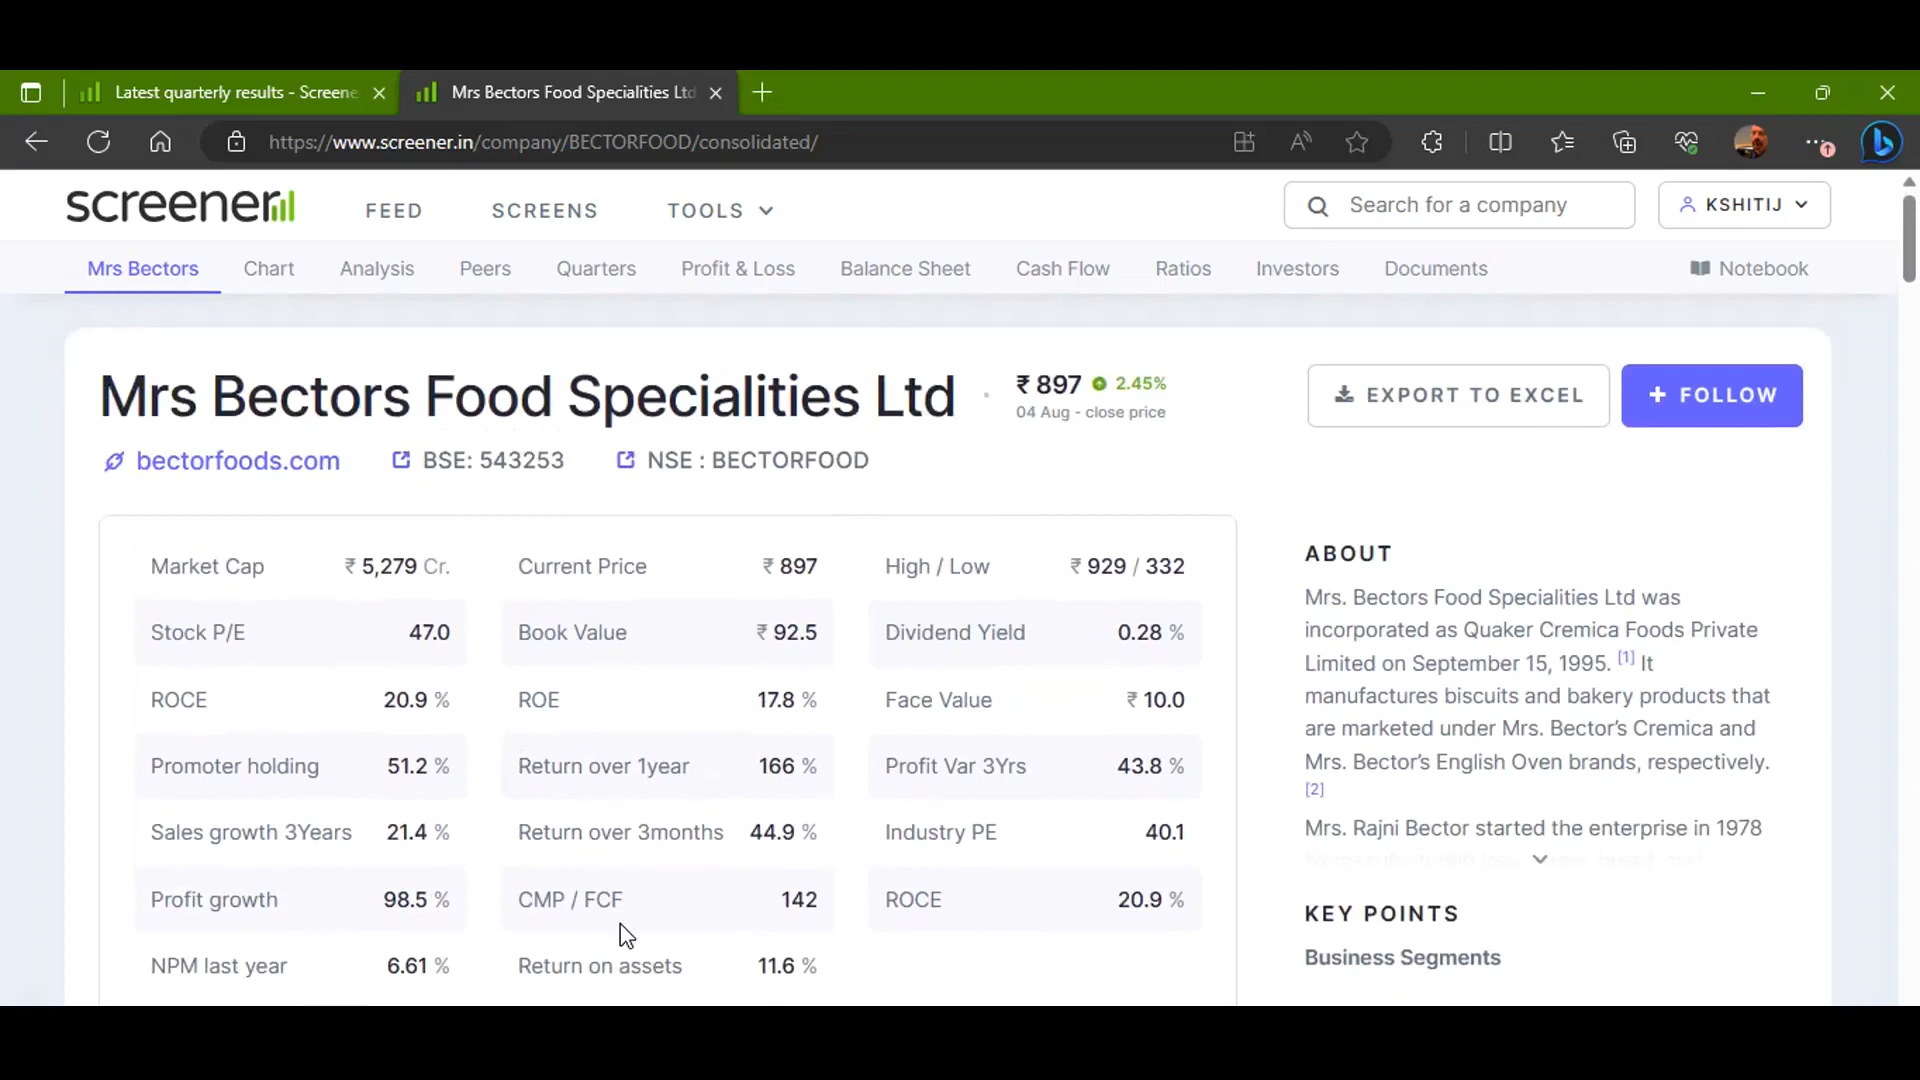 Latest quarterly results - Screene
Mrs Bectors Food Specialities Ltd
https://www.screener.in/company/BECTORFOOD/consolidated/
screener
FEED SCREENS TOOLS
Search for a company
KSHITIJ
Mrs Bectors Chart Analysis Peers Quarters Profit & Loss Balance Sheet Cash Flow Ratios Investors Documents Notebook
Mrs Bectors Food Specialities Ltd
₹ 897 2.45%
04 Aug - close price
EXPORT TO EXCEL
+ FOLLOW
bectorfoods.com BSE: 543253 NSE : BECTORFOOD
Market Cap ₹ 5,279 Cr. Current Price ₹ 897 High / Low ₹ 929 / 332
Stock P/E 47.0 Book Value ₹ 92.5 Dividend Yield 0.28 %
ROCE 20.9 % ROE 17.8 % Face Value ₹ 10.0
Promoter holding 51.2 % Return over 1year 166 % Profit Var 3Yrs 43.8 %
Sales growth 3Years 21.4 % Return over 3months 44.9 % Industry PE 40.1
Profit growth 98.5 % CMP / FCF 142 ROCE 20.9 %
NPM last year 6.61 % Return on assets 11.6 %
ABOUT
Mrs. Bectors Food Specialities Ltd was
incorporated as Quaker Cremica Foods Private
Limited on September 15, 1995. [1] It
manufactures biscuits and bakery products that
are marketed under Mrs. Bector’s Cremica and
Mrs. Bector’s English Oven brands, respectively.
[2]
Mrs. Rajni Bector started the enterprise in 1978
KEY POINTS
Business Segments